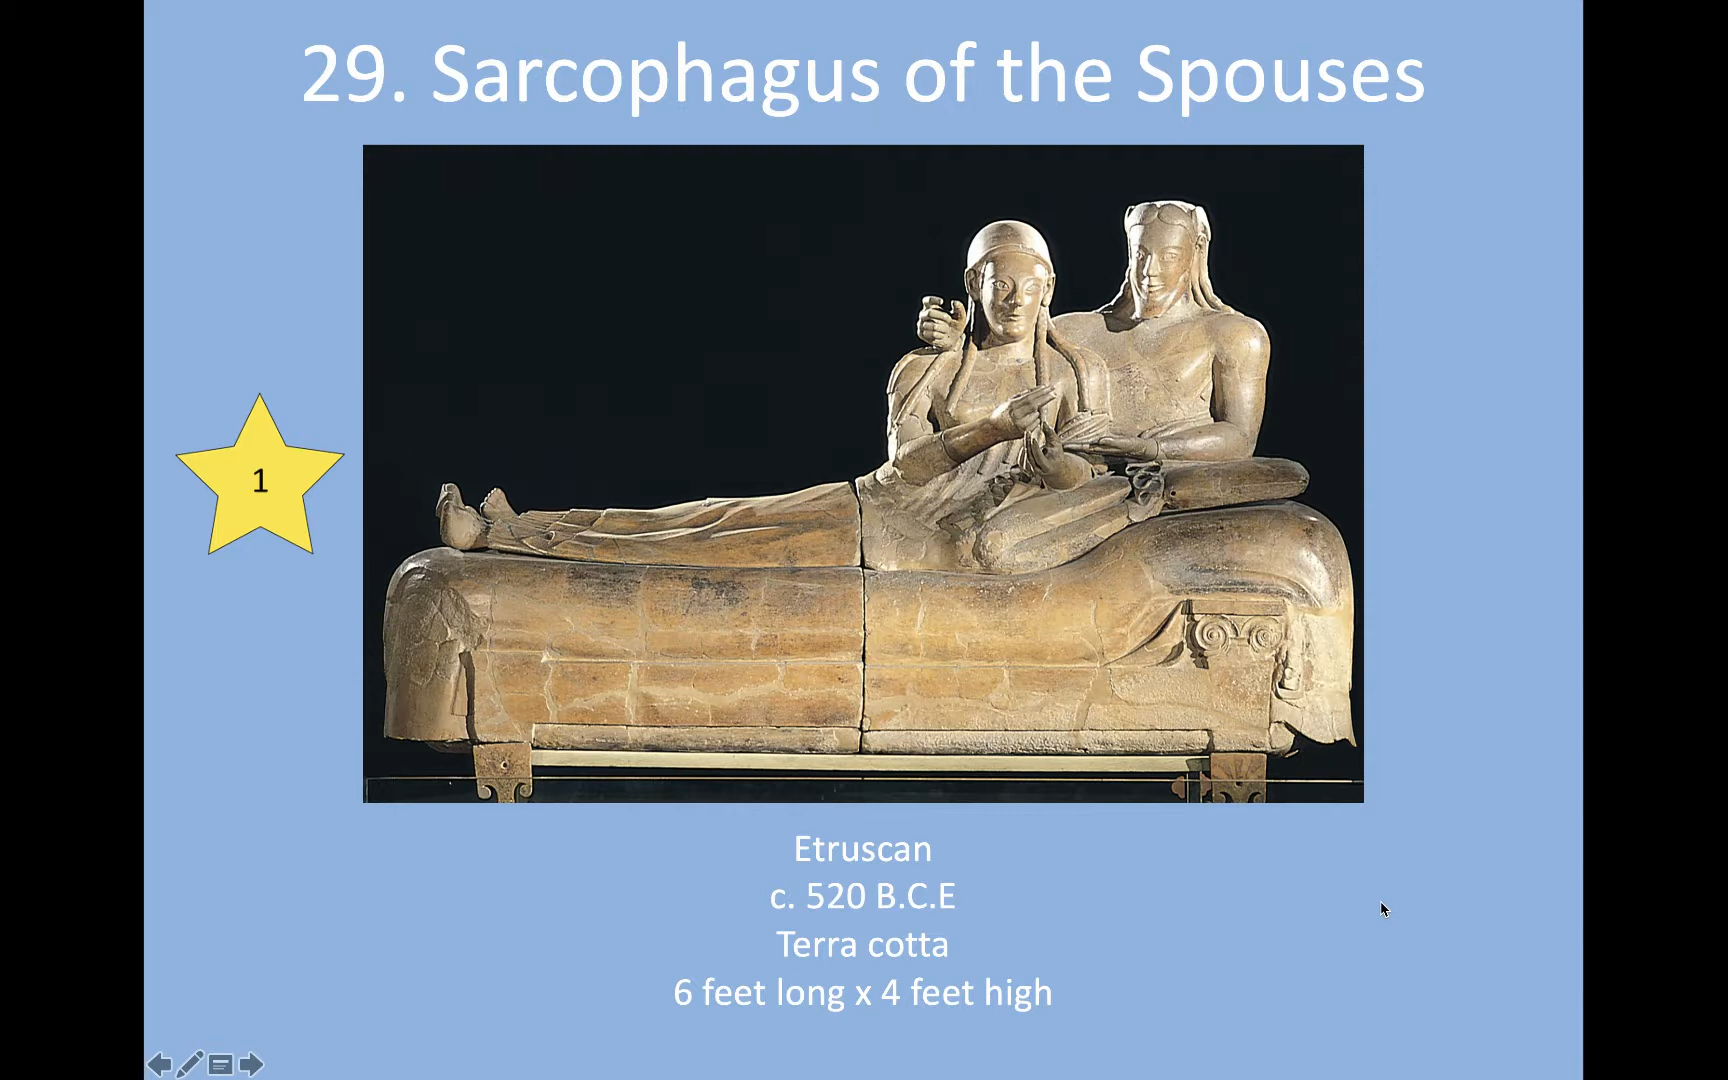 29. Sarcophagus of the Spouses
1
Etruscan
c. 520 B.C.E
Terra cotta
6 feet long x 4 feet high